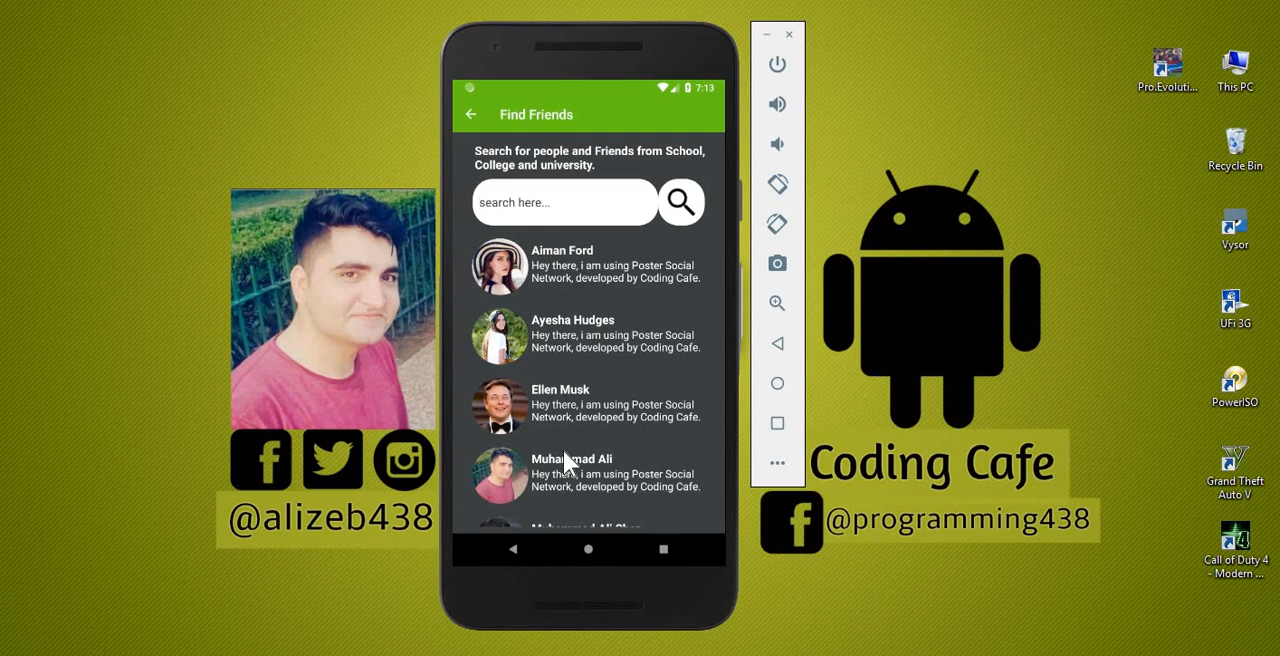 7:13
Find Friends
Search for people and Friends from School,
College and university.
search here...
Aiman Ford
Hey there, i am using Poster Social
Network, developed by Coding Cafe.
Ayesha Hudges
Hey there, i am using Poster Social
Network, developed by Coding Cafe.
Ellen Musk
Hey there, i am using Poster Social
Network, developed by Coding Cafe.
Muhammad Ali
Hey there, i am using Poster Social
Network, developed by Coding Cafe.
@alizeb438
Coding Cafe
@programming438
Pro.Evoluti...
This PC
Recycle Bin
Vysor
UFi 3G
PowerISO
Grand Theft
Auto V
Call of Duty 4
- Modern ...